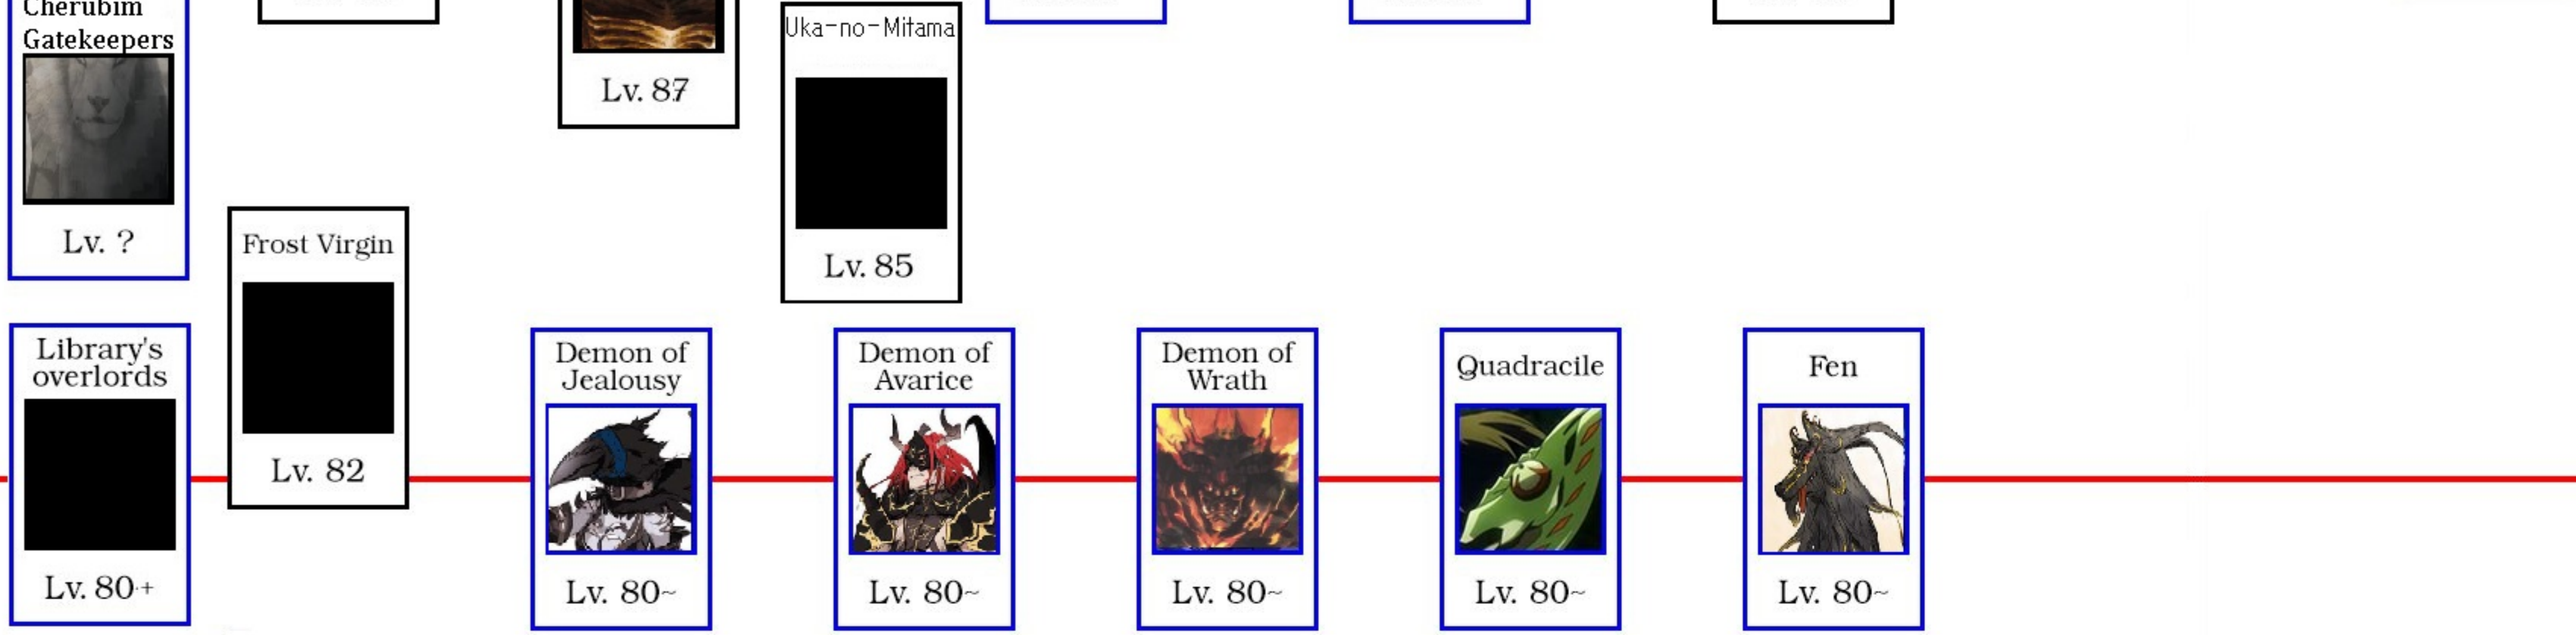 Cherubim
Gatekeepers
Lv. ?
Lv. 87
Uka-no-Mitama
Lv. 85
Frost Virgin
Lv. 82
Library's
overlords
Lv. 80+
Demon of
Jealousy
Lv. 80~
Demon of
Avarice
Lv. 80~
Demon of
Wrath
Lv. 80~
Quadracile
Lv. 80~
Fen
Lv. 80~